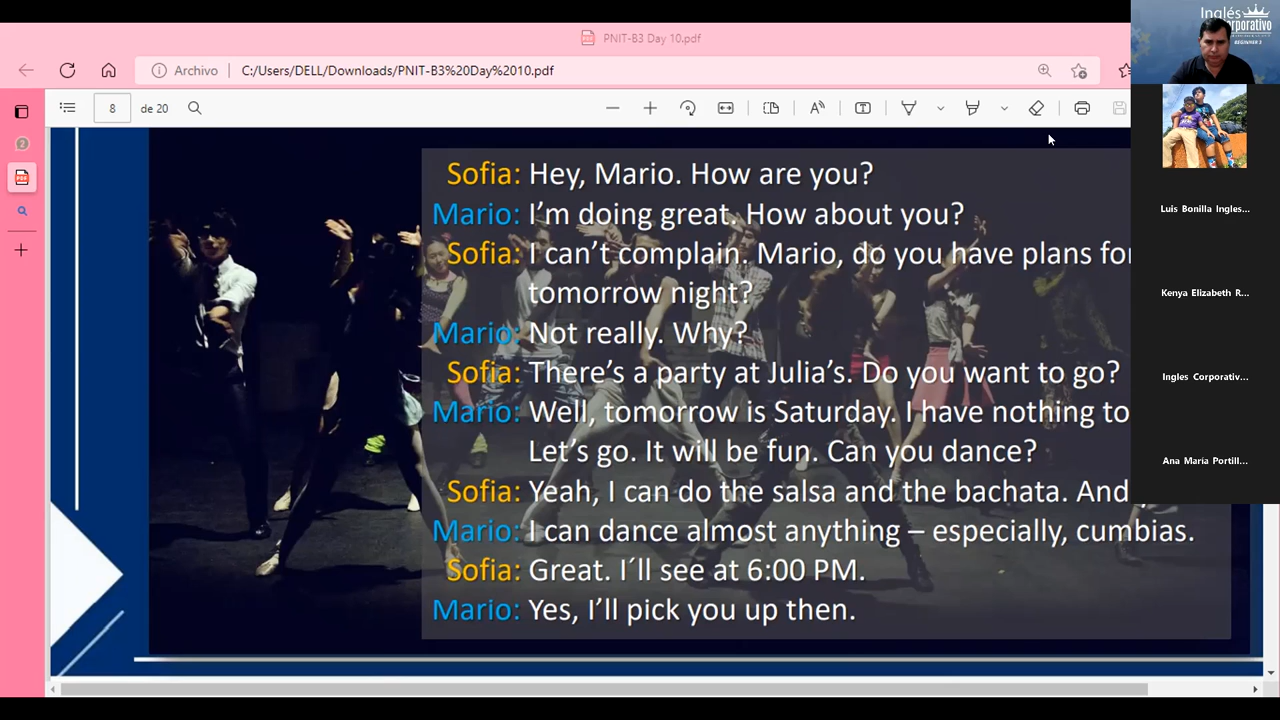 PNIT-B3 Day 10.pdf
Archivo
C:/Users/DELL/Downloads/PNIT-B3%20Day%2010.pdf
8 de 20
2
Sofia: Hey, Mario. How are you?
Mario: I'm doing great. How about you?
Sofia: I can't complain. Mario, do you have plans for
tomorrow night?
Mario: Not really. Why?
Sofia: There's a party at Julia's. Do you want to go?
Mario: Well, tomorrow is Saturday. I have nothing to
Let's go. It will be fun. Can you dance?
Sofia: Yeah, I can do the salsa and the bachata. And
Mario: I can dance almost anything – especially, cumbias.
Sofia: Great. I´ll see at 6:00 PM.
Mario: Yes, I'll pick you up then.
Inglés
BEGINNER 3
Luis Bonilla Ingles...
Kenya Elizabeth R...
Ingles Corporativ...
Ana Maria Portill...